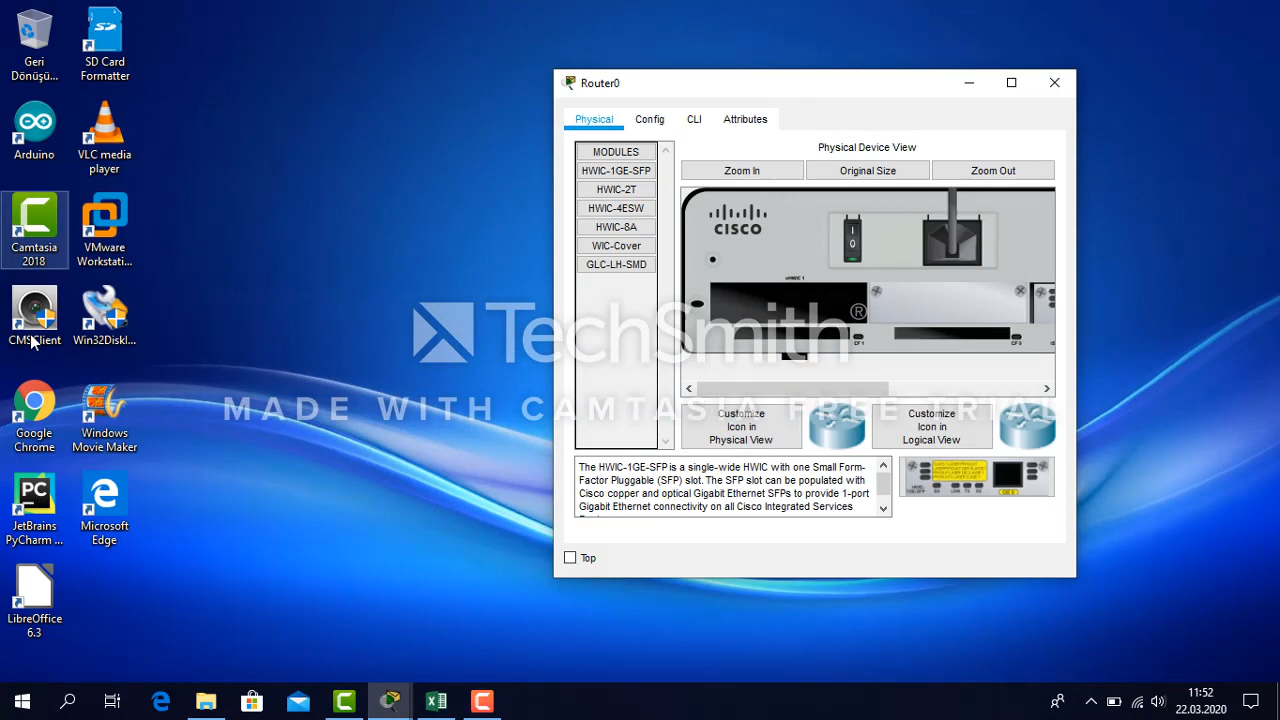 Geri
Dönüşü...
SD Card
Formatter
Arduino
VLC media
player
Camtasia
2018
VMware
Workstati...
CMSClient
Win32DiskI...
Google
Chrome
Windows
Movie Maker
JetBrains
PyCharm ...
Microsoft
Edge
LibreOffice
6.3
Router0
Physical
Config
CLI
Attributes
MODULES
HWIC-1GE-SFP
HWIC-2T
HWIC-4ESW
HWIC-8A
WIC-Cover
GLC-LH-SMD
Physical Device View
Zoom In
Original Size
Zoom Out
CISCO
eHWIC 1
CF 1
CF 0
Customize
Icon in
Physical View
Customize
Icon in
Logical View
The HWIC-1GE-SFP is a single-wide HWIC with one Small Form-
Factor Pluggable (SFP) slot. The SFP slot can be populated with
Cisco copper and optical Gigabit Ethernet SFPs to provide 1-port
Gigabit Ethernet connectivity on all Cisco Integrated Services
Top
TechSmith®
MADE WITH CAMTASIA FREE TRIAL
11:52
22.03.2020